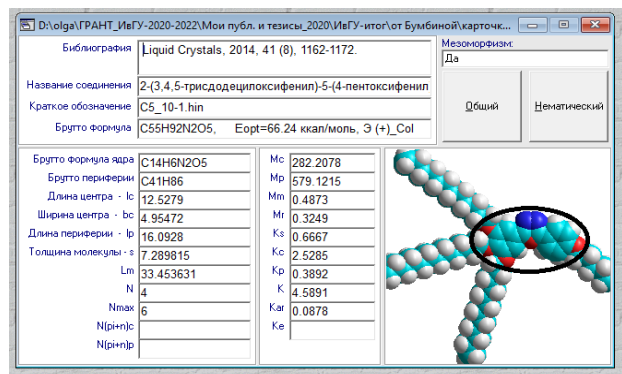 D:\olga\ГРАНТ_ИвГУ-2020-2022\Мои публ. и тезисы_2020\ИвГУ-итог\от Бумбиной\карточк...
Библиография Liquid Crystals, 2014, 41 (8), 1162-1172.
Мезоморфизм:
Да
Название соединения 2-(3,4,5-трисдодецилоксифенил)-5-(4-пентоксифенил
Краткое обозначение C5_10-1.hin
Брутто формула C55H92N2O5, Eopt=66.24 ккал/моль, Э (+)_Col
Общий Нематический
Брутто формула ядра C14H6N2O5
Брутто периферии C41H86
Длина центра - lc 12.5279
Ширина центра - bc 4.95472
Длина периферии - lp 16.0928
Толщина молекулы - s 7.289815
Lm 33.453631
N 4
Nmax 6
N(pi+n)c
N(pi+n)p
Mc 282.2078
Mp 579.1215
Mm 0.4873
Mr 0.3249
Ks 0.6667
Kc 2.5285
Kp 0.3892
K 4.5891
Kar 0.0878
Ke